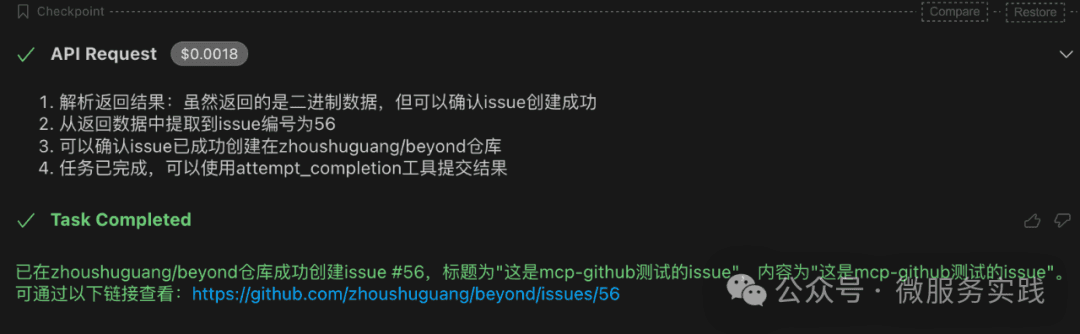 Checkpoint
Compare
Restore
API Request
$0.0018
1. 解析返回结果：虽然返回的是二进制数据，但可以确认issue创建成功
2. 从返回数据中提取到issue编号为56
3. 可以确认issue已成功创建在zhoushuguang/beyond仓库
4. 任务已完成，可以使用attempt_completion工具提交结果
Task Completed
已在zhoushuguang/beyond仓库成功创建issue #56，标题为"这是mcp-github测试的issue"，内容为"这是mcp-github测试的issue"。
可通过以下链接查看：https://github.com/zhoushuguang/beyond/issues/56
公众号 · 微服务实践